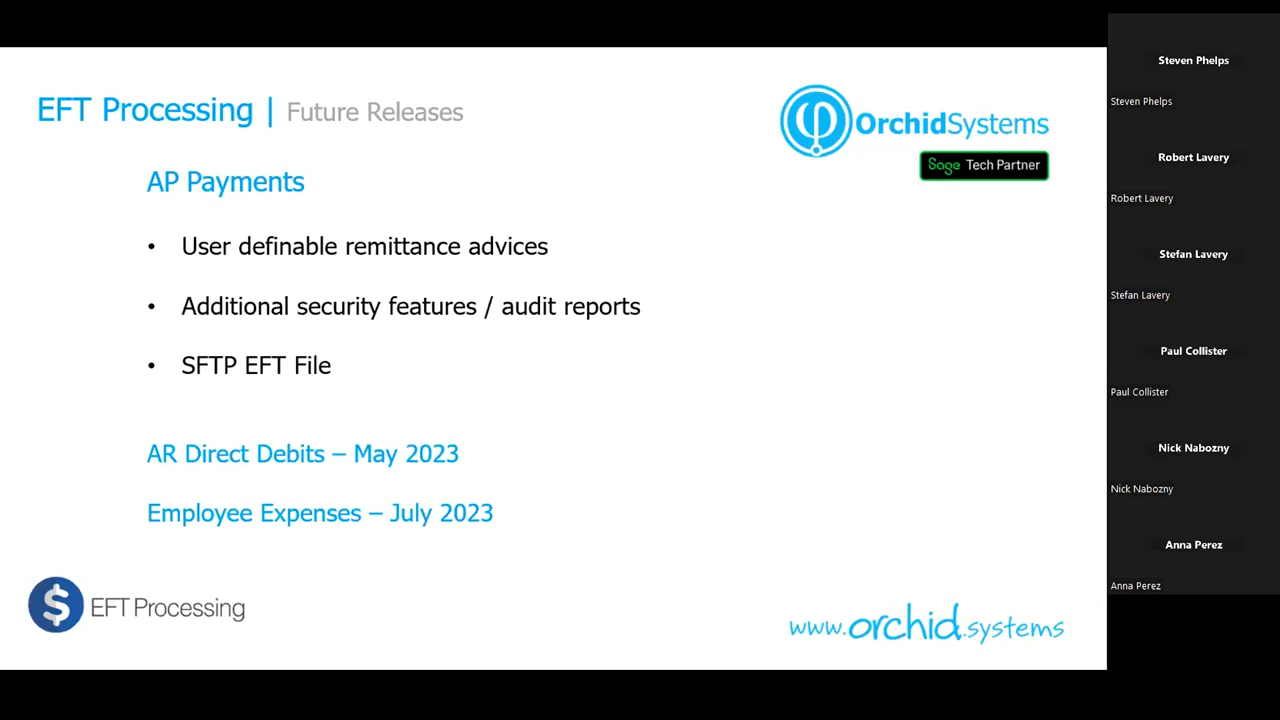 EFT Processing | Future Releases
OrchidSystems
Sage Tech Partner
AP Payments
• User definable remittance advices
• Additional security features / audit reports
• SFTP EFT File
AR Direct Debits – May 2023
Employee Expenses – July 2023
$ EFT Processing
www.orchid.systems
Steven Phelps
Steven Phelps
Robert Lavery
Robert Lavery
Stefan Lavery
Stefan Lavery
Paul Collister
Paul Collister
Nick Nabozny
Nick Nabozny
Anna Perez
Anna Perez